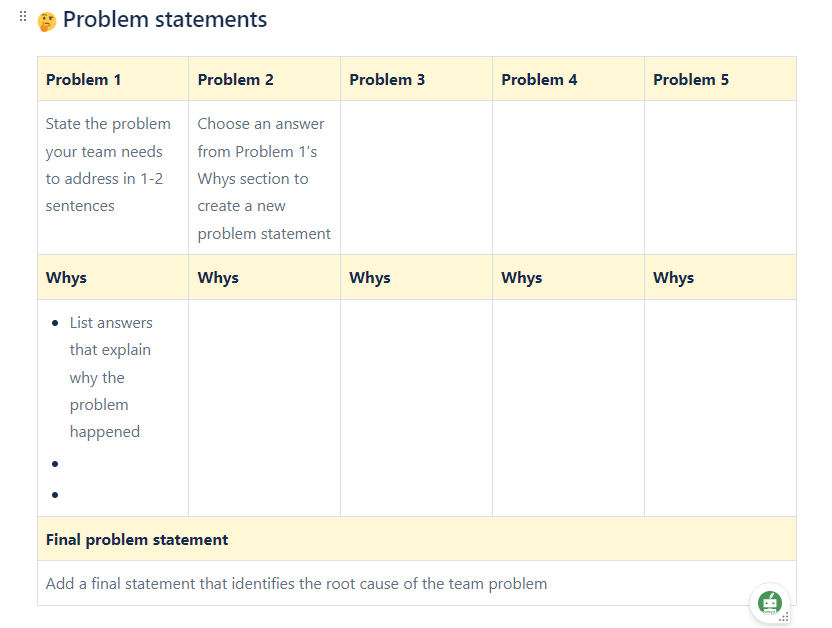 🤔 Problem statements
Problem 1 Problem 2 Problem 3 Problem 4 Problem 5
State the problem
your team needs
to address in 1-2
sentences
Choose an answer
from Problem 1's
Whys section to
create a new
problem statement
Whys Whys Whys Whys Whys
• List answers
that explain
why the
problem
happened
•
•
Final problem statement
Add a final statement that identifies the root cause of the team problem